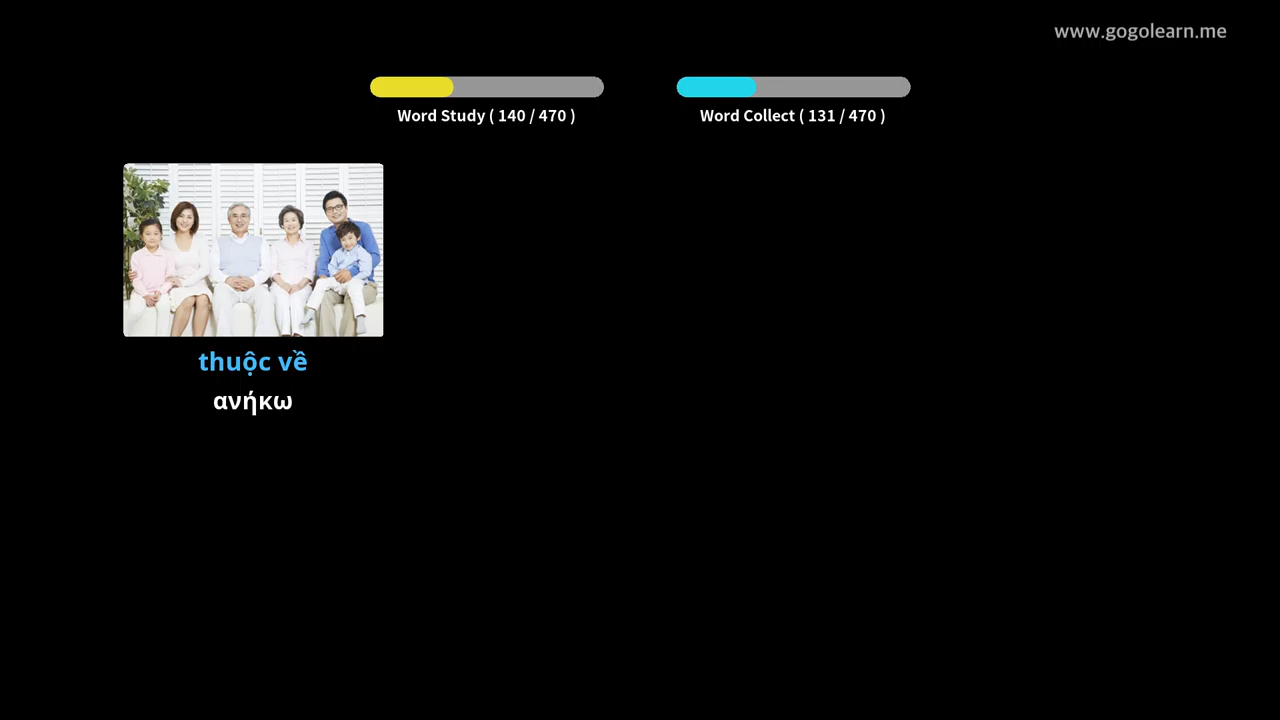 www.gogolearn.me
Word Study ( 140 / 470 )
Word Collect ( 131 / 470 )
thuộc về
ανήκω